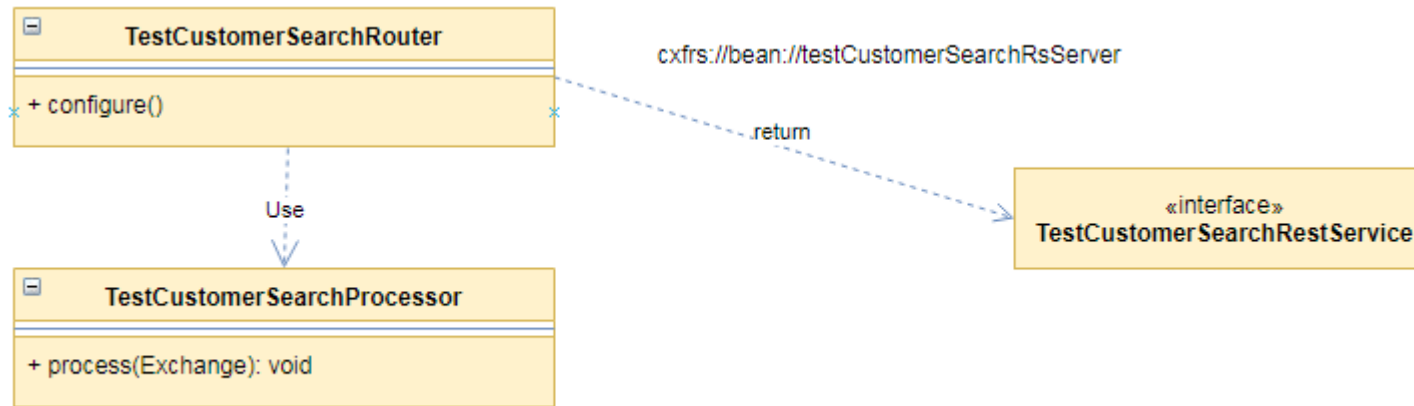 TestCustomerSearchRouter
+ configure()
cxfrs://bean://testCustomerSearchRsServer
return
Use
«interface»
TestCustomerSearchRestService
TestCustomerSearchProcessor
+ process(Exchange): void